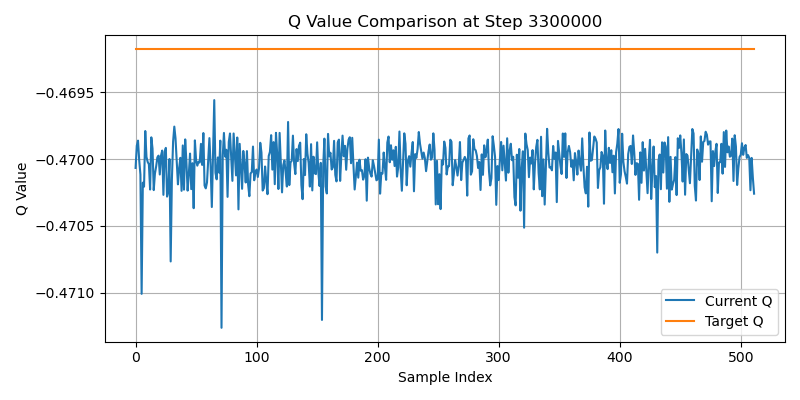 Q Value Comparison at Step 3300000
Q Value
−0.4695
−0.4700
−0.4705
−0.4710
0 100 200 300 400 500
Sample Index
Current Q
Target Q